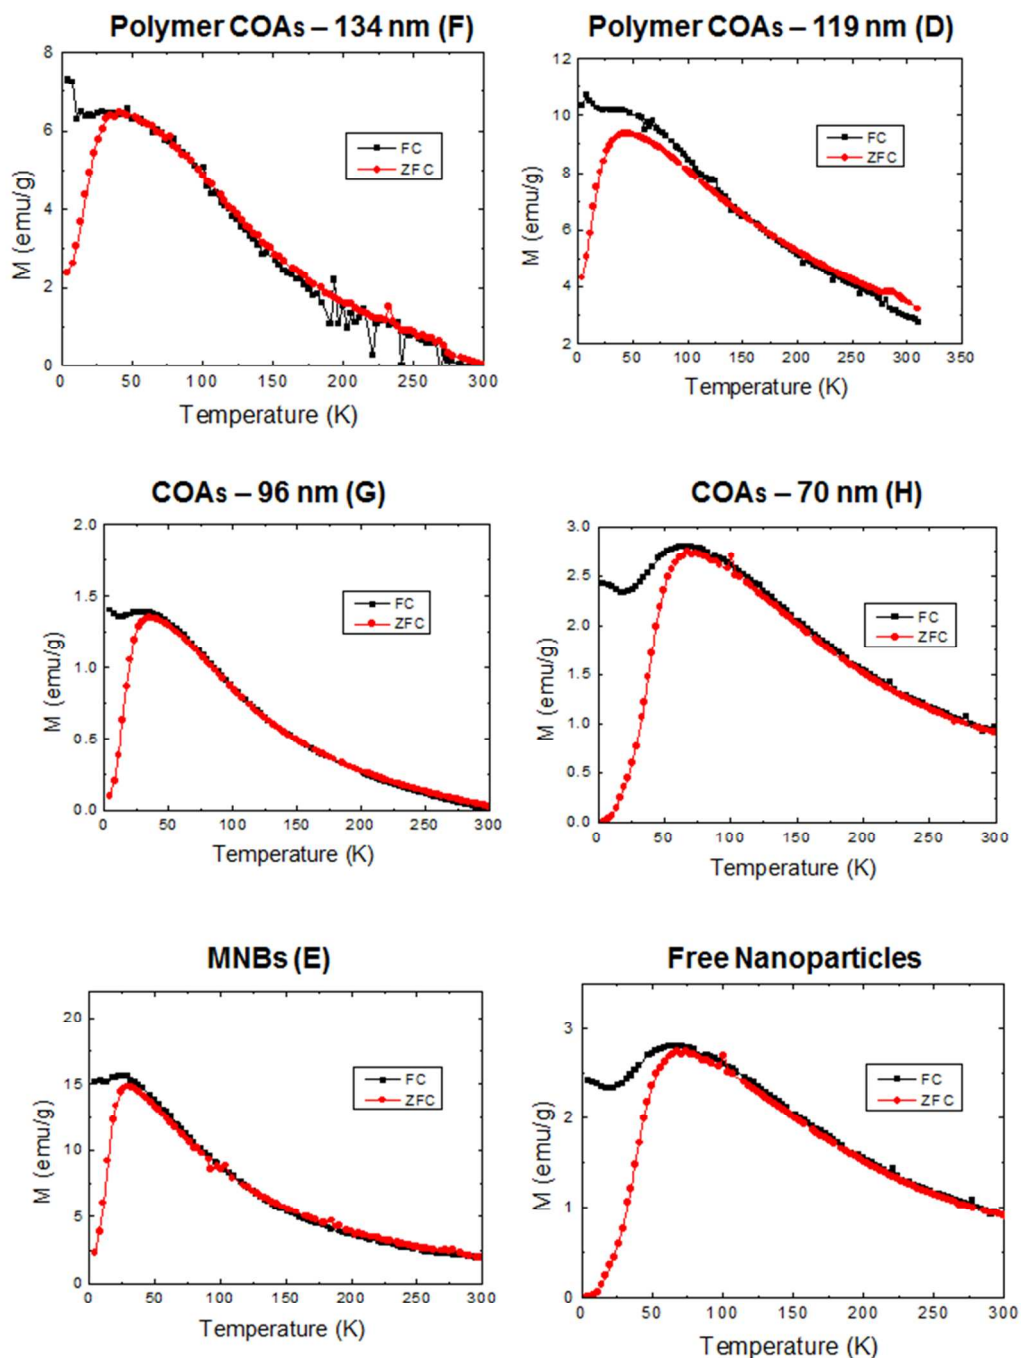 Polymer COAs – 134 nm (F)
8
6
4
2
0
M (emu/g)
FC
ZFC
0 50 100 150 200 250 300
Temperature (K)
Polymer COAs – 119 nm (D)
12
10
8
6
4
2
M (emu/g)
FC
ZFC
0 50 100 150 200 250 300 350
Temperature (K)
COAs – 96 nm (G)
2.0
1.5
1.0
0.5
0.0
M (emu/g)
FC
ZFC
0 50 100 150 200 250 300
Temperature (K)
COAs – 70 nm (H)
3.0
2.5
2.0
1.5
1.0
0.5
0.0
M (emu/g)
FC
ZFC
0 50 100 150 200 250 300
Temperature (K)
MNBs (E)
20
15
10
5
0
M (emu/g)
FC
ZFC
0 50 100 150 200 250 300
Temperature (K)
Free Nanoparticles
3
2
1
0
M (emu/g)
FC
ZFC
0 50 100 150 200 250 300
Temperature (K)